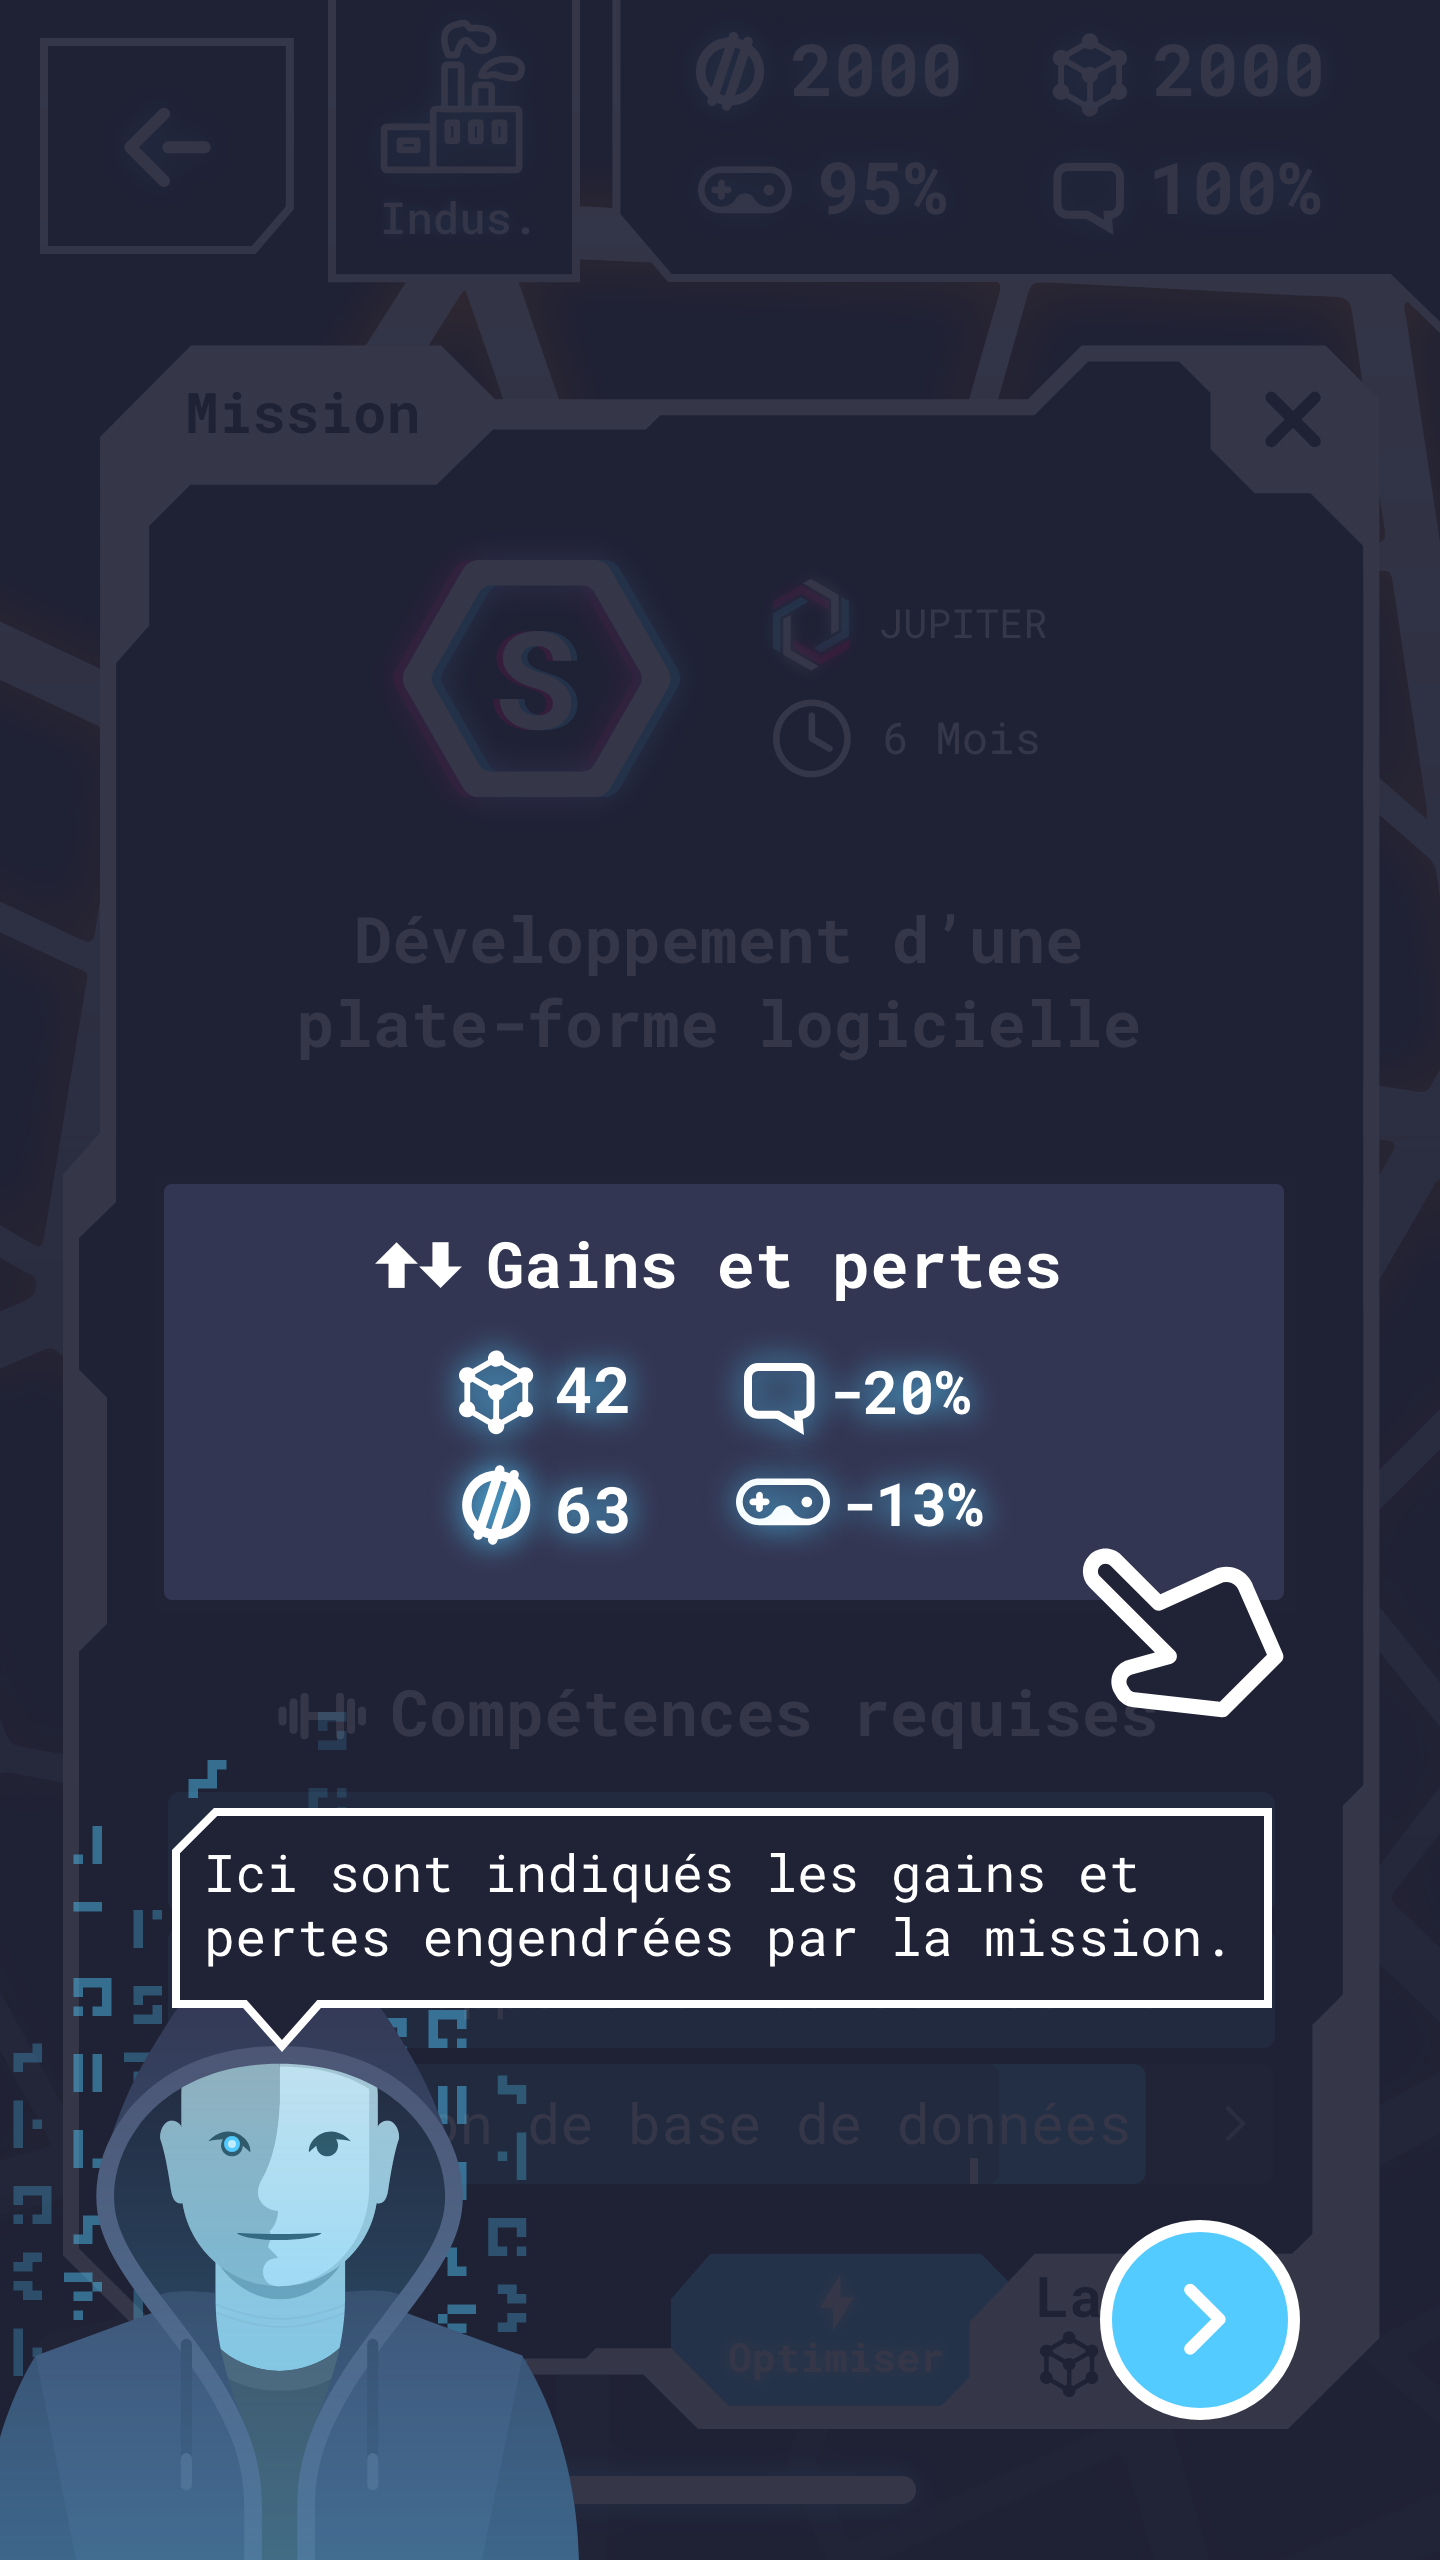 2000 2000
95% 100%
Indus.
Mission
S
JUPITER
6 Mois
Développement d’une
plate-forme logicielle
Gains et pertes
42 -20%
63 -13%
Compétences requises
Ici sont indiqués les gains et
pertes engendrées par la mission.
de base de données
Optimiser